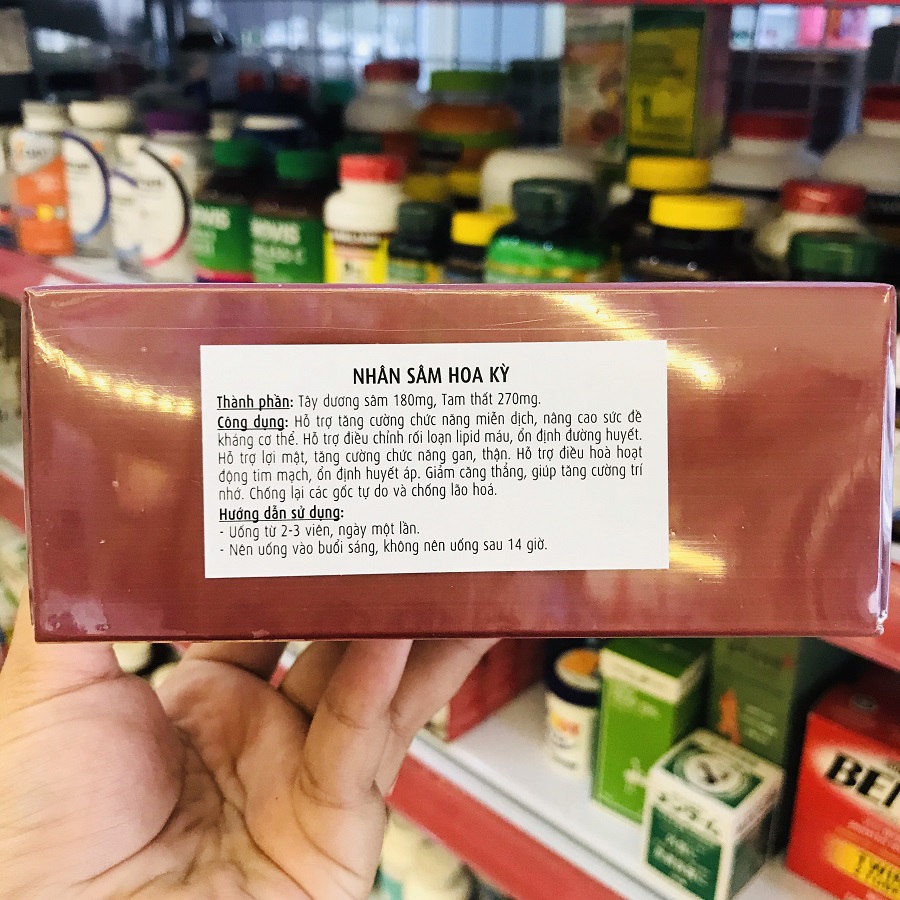 NHÂN SÂM HOA KỲ
Thành phần: Tây dương sâm 180mg, Tam thất 270mg.
Công dụng: Hỗ trợ tăng cường chức năng miễn dịch, nâng cao sức đề
kháng cơ thể. Hỗ trợ điều chỉnh rối loạn lipid máu, ổn định đường huyết.
Hỗ trợ lợi mật, tăng cường chức năng gan, thận. Hỗ trợ điều hoà hoạt
động tim mạch, ổn định huyết áp. Giảm căng thẳng, giúp tăng cường trí
nhớ. Chống lại các gốc tự do và chống lão hoá.
Hướng dẫn sử dụng:
- Uống từ 2-3 viên, ngày một lần.
- Nên uống vào buổi sáng, không nên uống sau 14 giờ.